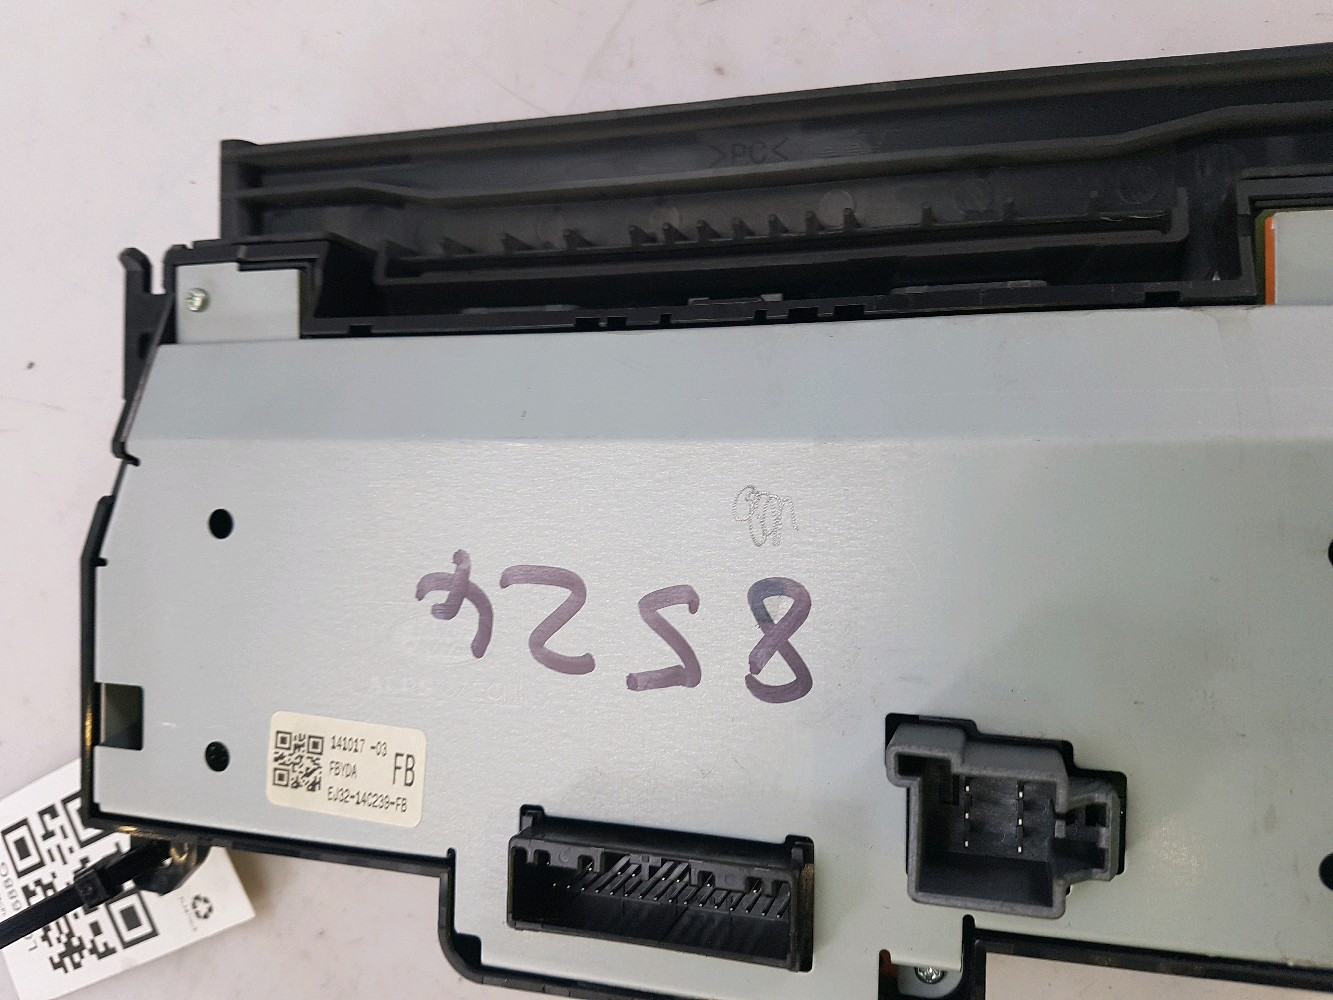 >PC<
8524
141017 -03
FBYDA
FB
EJ32-14C239-FB